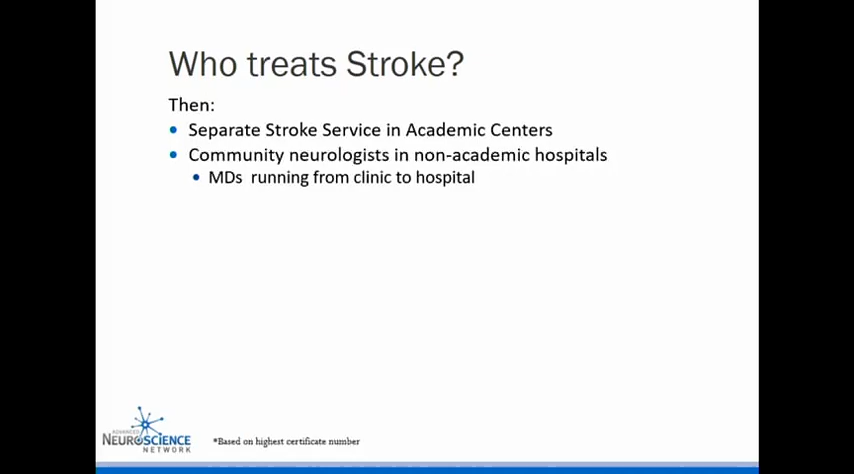 Who treats Stroke?
Then:
• Separate Stroke Service in Academic Centers
• Community neurologists in non-academic hospitals
• MDs running from clinic to hospital
ADVANCED
NEUROSCIENCE
NETWORK
*Based on highest certificate number